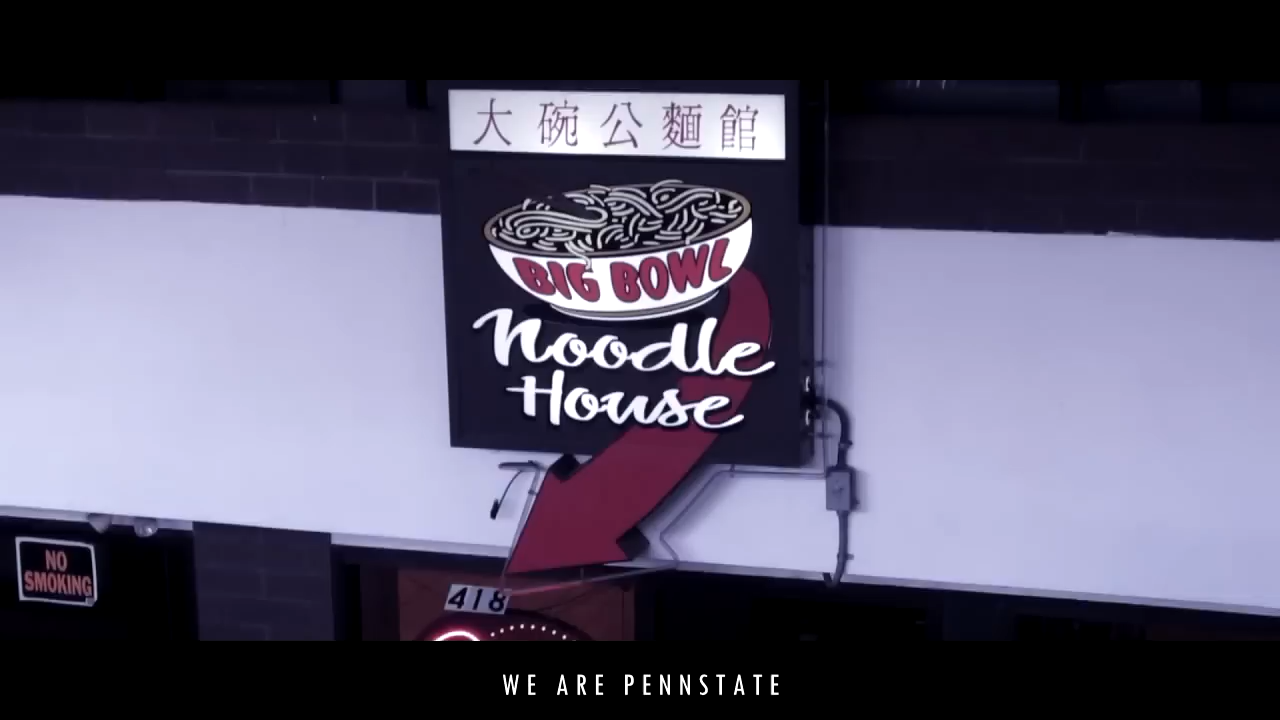 大碗公麵館
BIG BOWL
Noodle
House
NO
SMOKING
418
WE ARE PENNSTATE